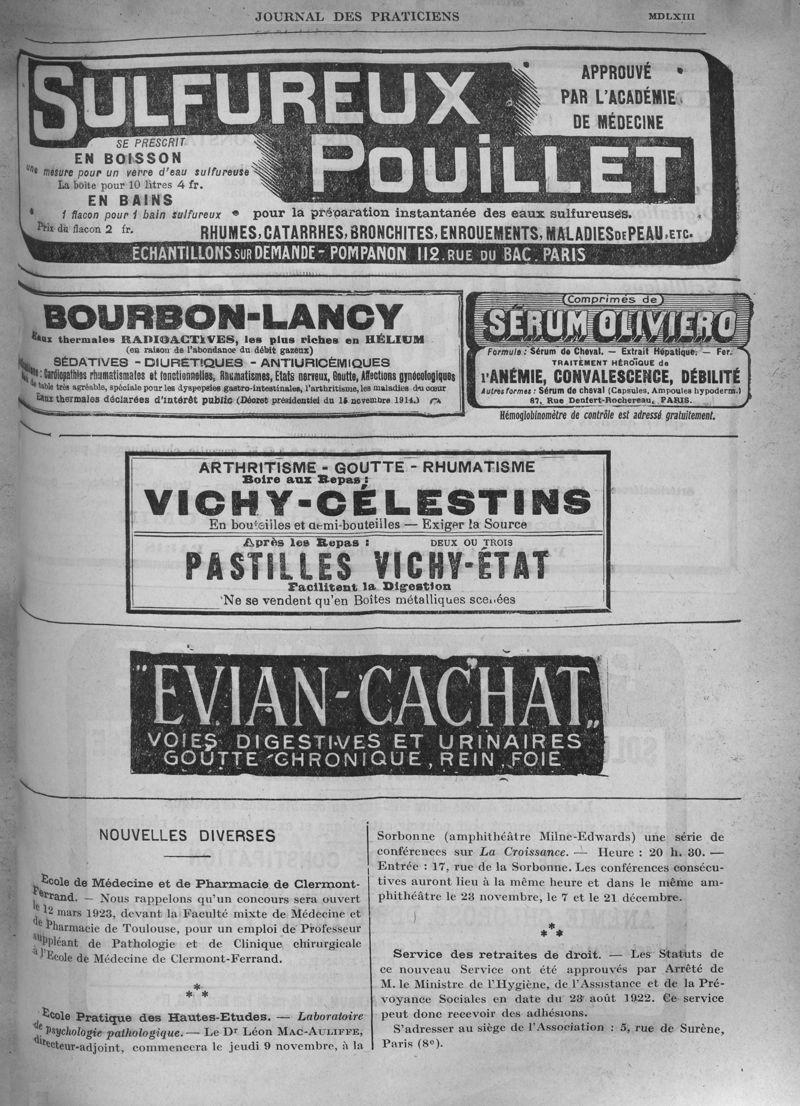 JOURNAL DES PRATICIENS
MDLXIII
SULFUREUX
POUILLET
APPROUVÉ
PAR L'ACADÉMIE
DE MÉDECINE
SE PRESCRIT
EN BOISSON
une mesure pour un verre d'eau sulfureuse
La boîte pour 10 litres 4 fr.
EN BAINS
1 flacon pour 1 bain sulfureux
Prix du flacon 2 fr.
pour la préparation instantanée des eaux sulfureuses.
RHUMES, CATARRHES, BRONCHITES, ENROUEMENTS, MALADIES DE PEAU, ETC.
ÉCHANTILLONS SUR DEMANDE - POMPANON 112, RUE DU BAC. PARIS
BOURBON-LANCY
Eaux thermales RADIOACTIVES, les plus riches en HÉLIUM
(en raison de l'abondance du débit gazeux)
SÉDATIVES - DIURÉTIQUES - ANTIURICÉMIQUES
: Cardiopathies rhumatismales et fonctionnelles, Rhumatismes, Etats nerveux, Goutte, Affections gynécologiques
de table très agréable, spéciale pour les dyspepsies gastro-intestinales, l'arthritisme, les maladies du cœur
Eaux thermales déclarées d'intérêt public (Décret présidentiel du 15 novembre 1914.)
Comprimés de
SÉRUM OLIVIERO
Formule : Sérum de Cheval. — Extrait Hépatique. — Fer.
TRAITEMENT HÉROÏQUE de
l'ANÉMIE, CONVALESCENCE, DÉBILITÉ
Autres formes : Sérum de cheval (Capsules, Ampoules hypoderm.)
87, Rue Denfert-Rochereau, PARIS.
Hémoglobinomètre de contrôle est adressé gratuitement.
ARTHRITISME - GOUTTE - RHUMATISME
Boire aux Repas :
VICHY-CÉLESTINS
En bouteilles et demi-bouteilles — Exiger la Source
Après les Repas : DEUX OU TROIS
PASTILLES VICHY-ÉTAT
Facilitent la Digestion
Ne se vendent qu'en Boîtes métalliques scellées
"EVIAN-CACHAT"
VOIES DIGESTIVES ET URINAIRES
GOUTTE CHRONIQUE, REIN, FOIE
NOUVELLES DIVERSES
Ecole de Médecine et de Pharmacie de Clermont-
Ferrand. — Nous rappelons qu'un concours sera ouvert
le 12 mars 1923, devant la Faculté mixte de Médecine et
de Pharmacie de Toulouse, pour un emploi de Professeur
suppléant de Pathologie et de Clinique chirurgicale
à l'Ecole de Médecine de Clermont-Ferrand.
* * *
Ecole Pratique des Hautes-Etudes. — Laboratoire
de psychologie pathologique. — Le Dr Léon MAC-AULIFFE,
directeur-adjoint, commencera le jeudi 9 novembre, à la
Sorbonne (amphithéâtre Milne-Edwards) une série de
conférences sur La Croissance. — Heure : 20 h. 30. —
Entrée : 17, rue de la Sorbonne. Les conférences consécu-
tives auront lieu à la même heure et dans le même am-
phithéâtre le 23 novembre, le 7 et le 21 décembre.
* * *
Service des retraites de droit. — Les Statuts de
ce nouveau Service ont été approuvés par Arrêté de
M. le Ministre de l'Hygiène, de l'Assistance et de la Pré-
voyance Sociales en date du 28 août 1922. Ce service
peut donc recevoir des adhésions.
S'adresser au siège de l'Association : 5, rue de Surène,
Paris (8e).